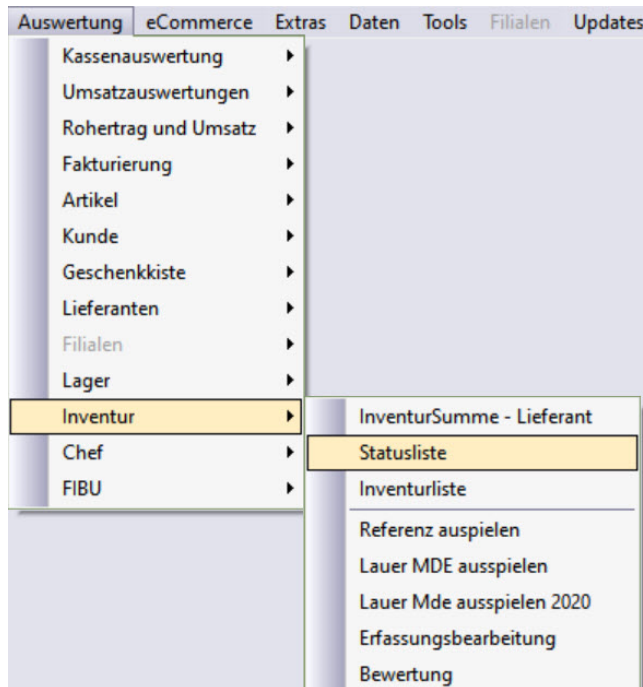 Auswertung eCommerce Extras Daten Tools Filialen Updates
Kassenauswertung
Umsatzauswertungen
Rohertrag und Umsatz
Fakturierung
Artikel
Kunde
Geschenkkiste
Lieferanten
Filialen
Lager
Inventur
Chef
FIBU
InventurSumme - Lieferant
Statusliste
Inventurliste
Referenz auspielen
Lauer MDE ausspielen
Lauer Mde ausspielen 2020
Erfassungsbearbeitung
Bewertung